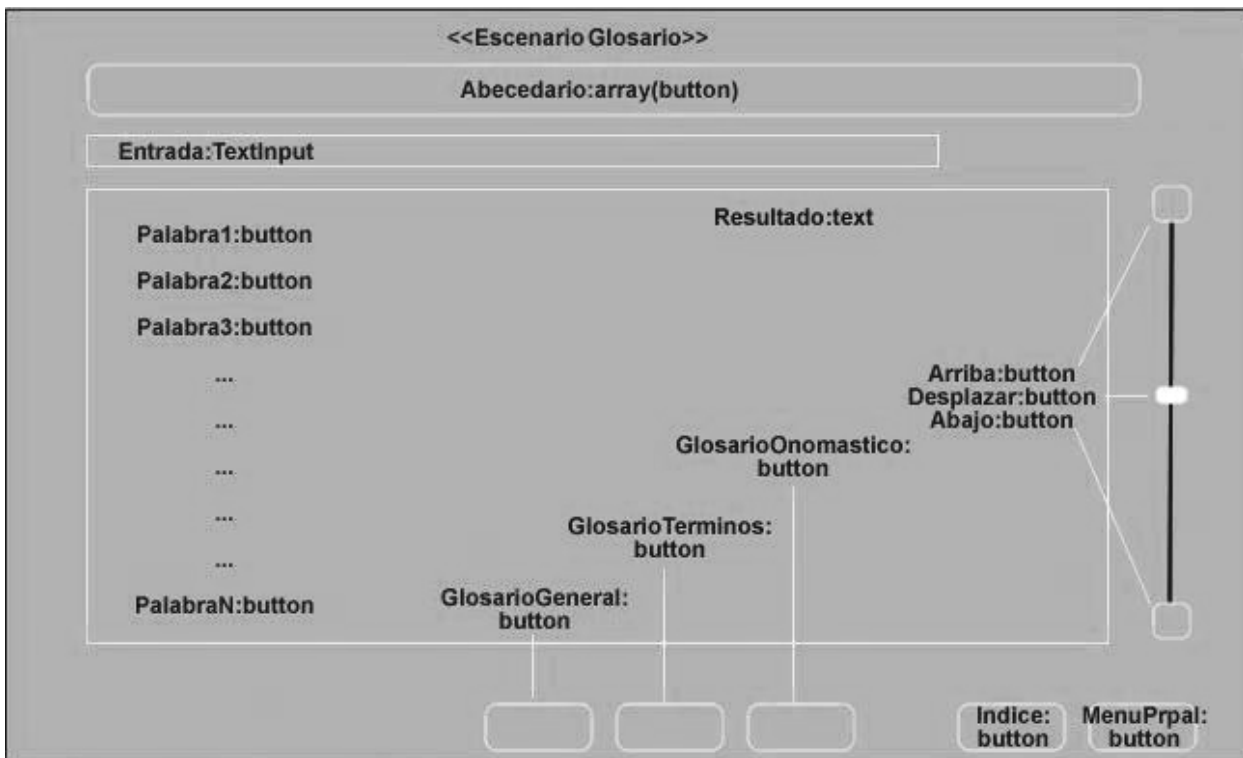 <<Escenario Glosario>>
Abecedario:array(button)
Entrada:TextInput
Resultado:text
Palabra1:button
Palabra2:button
Palabra3:button
...
...
...
...
...
PalabraN:button
Arriba:button
Desplazar:button
Abajo:button
GlosarioOnomastico:
button
GlosarioTerminos:
button
GlosarioGeneral:
button
Indice:
button
MenuPrpal:
button